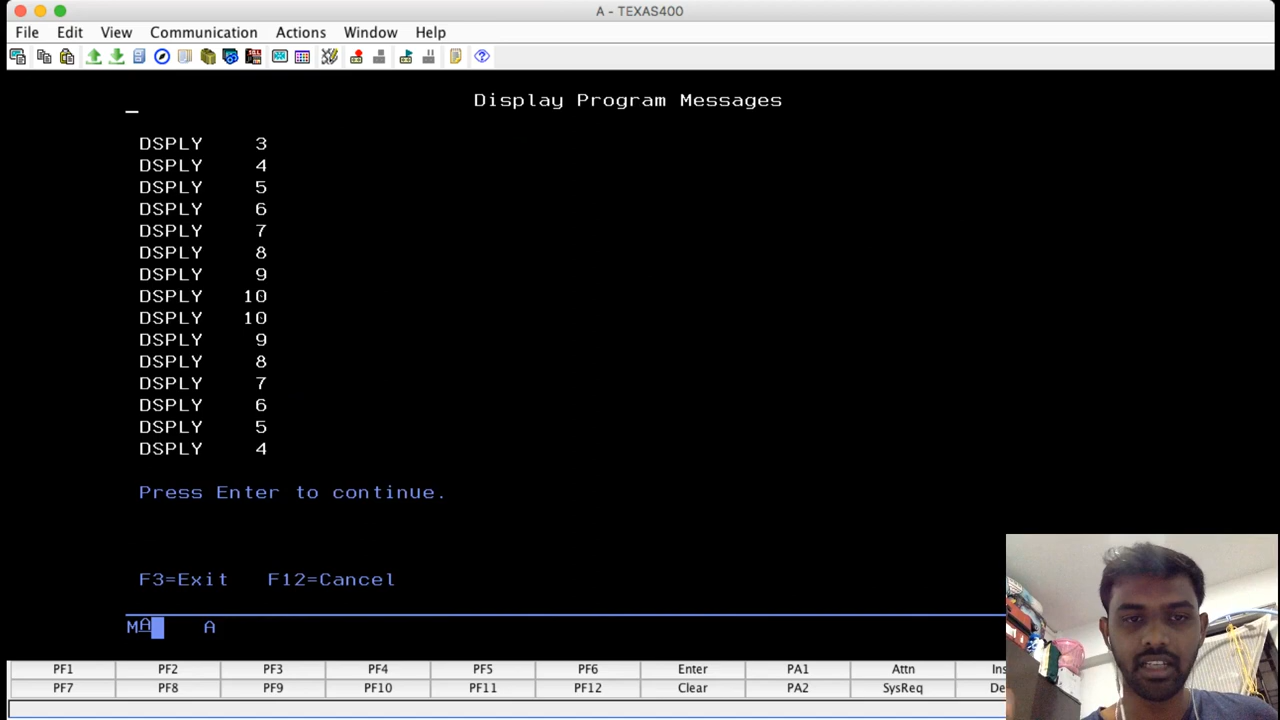 A - TEXAS400
File Edit View Communication Actions Window Help
Display Program Messages
DSPLY 3
DSPLY 4
DSPLY 5
DSPLY 6
DSPLY 7
DSPLY 8
DSPLY 9
DSPLY 10
DSPLY 10
DSPLY 9
DSPLY 8
DSPLY 7
DSPLY 6
DSPLY 5
DSPLY 4
Press Enter to continue.
F3=Exit F12=Cancel
MA A
PF1 PF2 PF3 PF4 PF5 PF6 Enter PA1 Attn Ins
PF7 PF8 PF9 PF10 PF11 PF12 Clear PA2 SysReq De